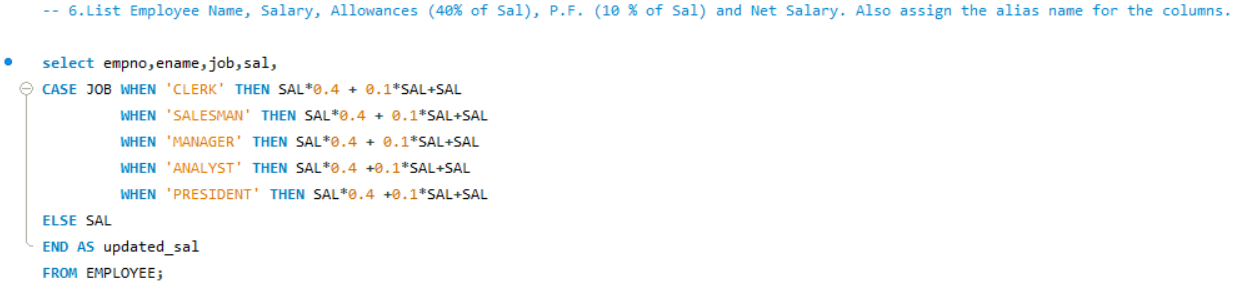 -- 6.List Employee Name, Salary, Allowances (40% of Sal), P.F. (10 % of Sal) and Net Salary. Also assign the alias name for the columns.
select empno,ename,job,sal,
CASE JOB WHEN 'CLERK' THEN SAL*0.4 + 0.1*SAL+SAL
WHEN 'SALESMAN' THEN SAL*0.4 + 0.1*SAL+SAL
WHEN 'MANAGER' THEN SAL*0.4 + 0.1*SAL+SAL
WHEN 'ANALYST' THEN SAL*0.4 +0.1*SAL+SAL
WHEN 'PRESIDENT' THEN SAL*0.4 +0.1*SAL+SAL
ELSE SAL
END AS updated_sal
FROM EMPLOYEE;